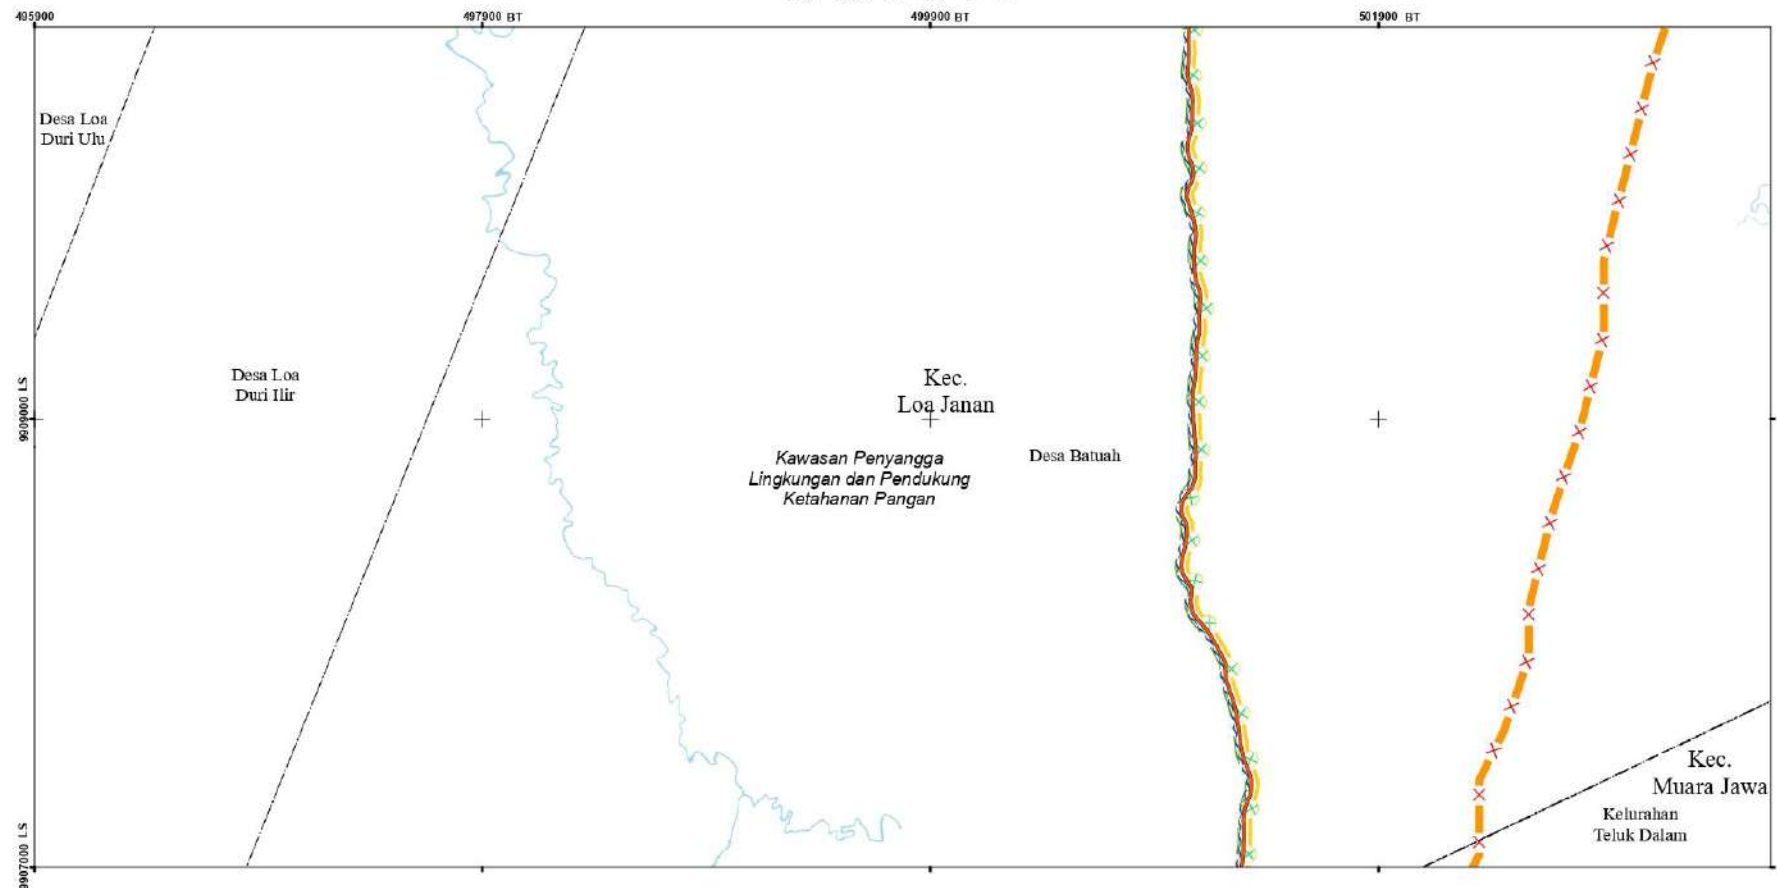 495900
497900 BT
499900 BT
501900 BT
Desa Loa
Duri Ulu
Desa Loa
Duri Ilir
Kec.
Loa Janan
9909000 LS
Kawasan Penyangga
Lingkungan dan Pendukung
Ketahanan Pangan
Desa Batuah
Kec.
Muara Jawa
Kelurahan
Teluk Dalam
9907000 LS